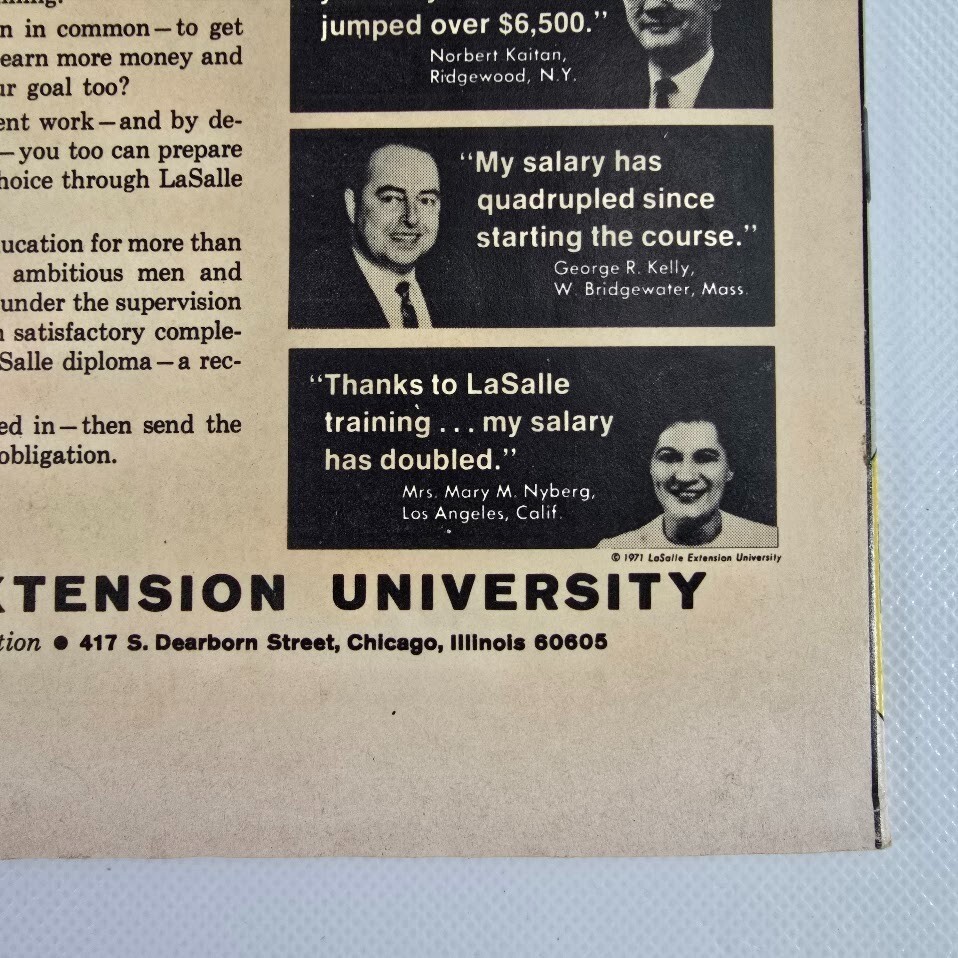 n in common—to get
earn more money and
ur goal too?
ent work—and by de-
—you too can prepare
hoice through LaSalle
ucation for more than
ambitious men and
under the supervision
n satisfactory comple-
Salle diploma—a rec-
ed in—then send the
obligation.
jumped over $6,500.”
Norbert Kaitan,
Ridgewood, N.Y.
“My salary has
quadrupled since
starting the course.”
George R. Kelly,
W. Bridgewater, Mass.
“Thanks to LaSalle
training . . . my salary
has doubled.”
Mrs. Mary M. Nyberg,
Los Angeles, Calif.
© 1971 LaSalle Extension University
XTENSION UNIVERSITY
tion ● 417 S. Dearborn Street, Chicago, Illinois 60605